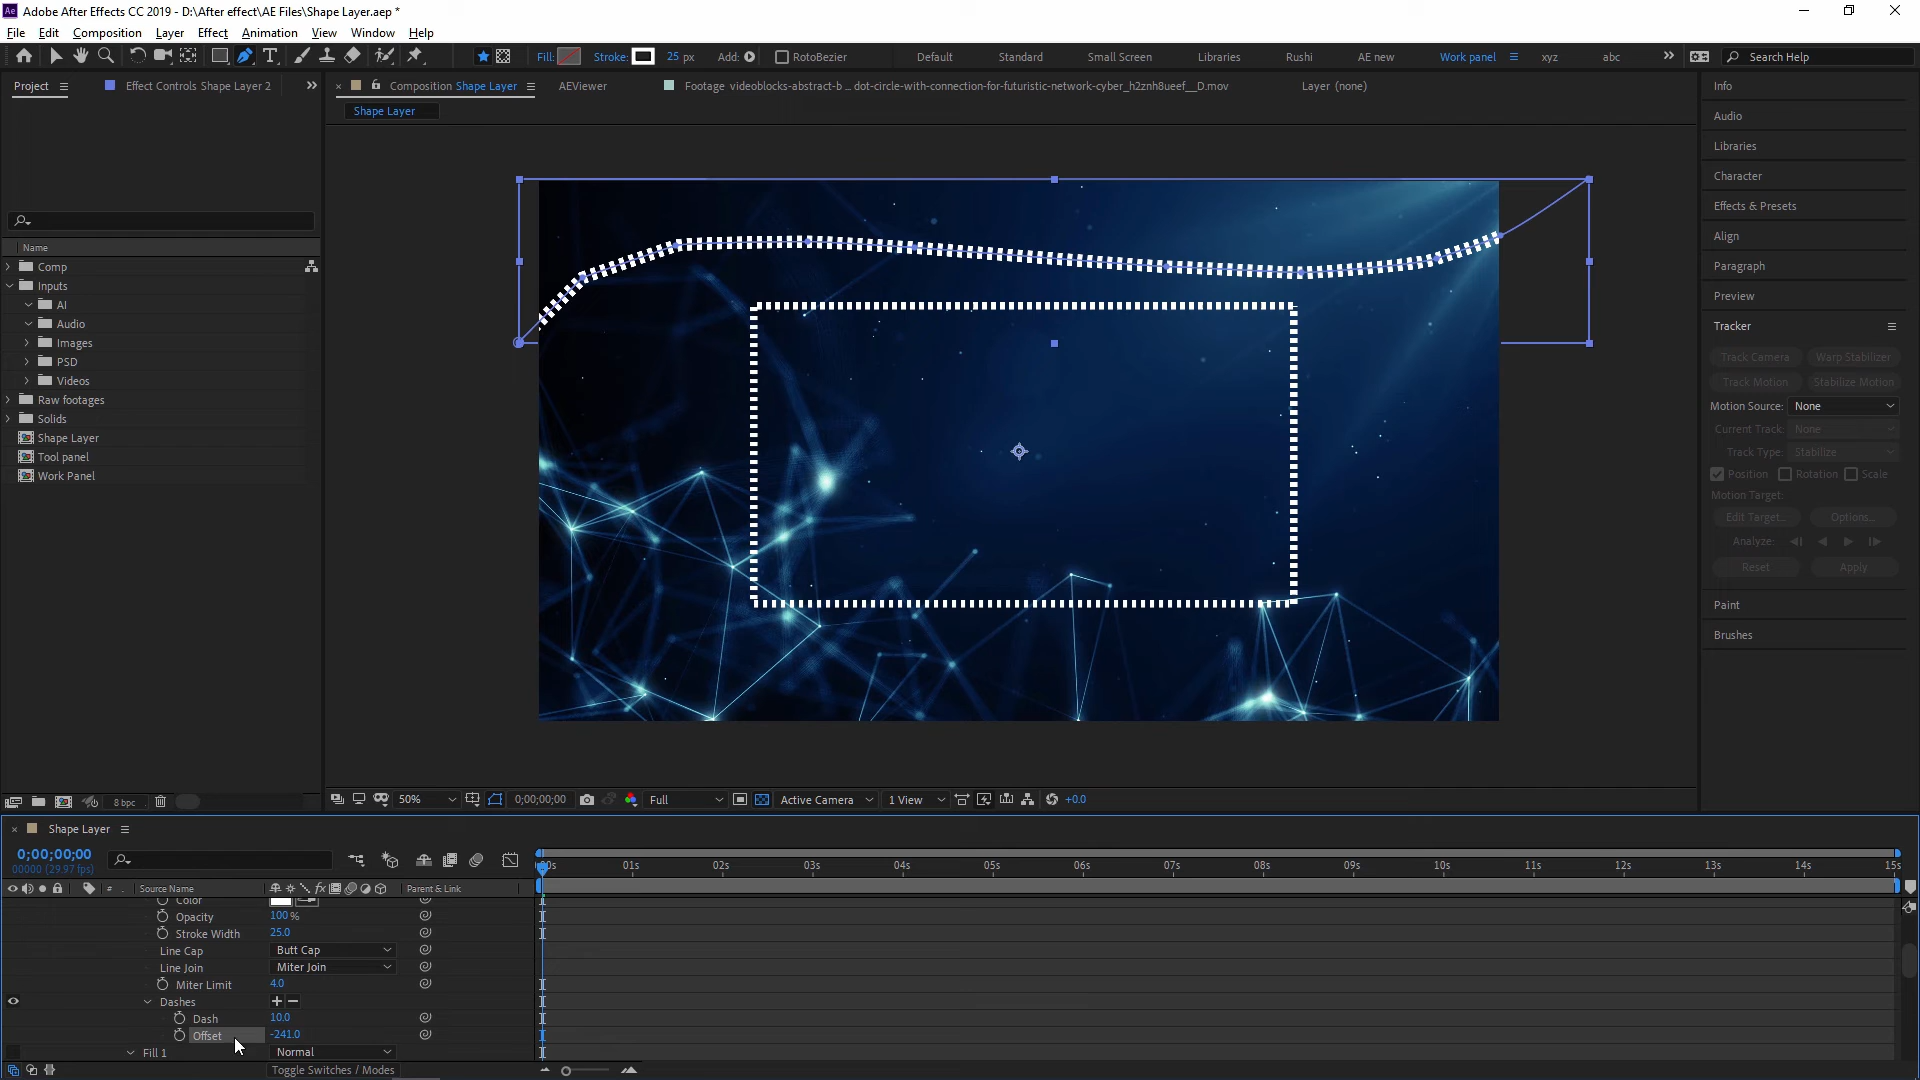 Adobe After Effects CC 2019 - D:\After effect\AE Files\Shape Layer.aep *
File Edit Composition Layer Effect Animation View Window Help
Fill: Stroke: 25 px Add: RotoBezier Default Standard Small Screen Libraries Rushi AE new Work panel xyz abc Search Help
Project Effect Controls Shape Layer 2 Composition Shape Layer AEViewer Footage videoblocks-abstract-b ... dot-circle-with-connection-for-futuristic-network-cyber_h2znh8ueef__D.mov Layer (none)
Shape Layer
Name
Comp
Inputs
AI
Audio
Images
PSD
Videos
Raw footages
Solids
Shape Layer
Tool panel
Work Panel
8 bpc
50% 0;00;00;00 Full Active Camera 1 View +0.0
Info
Audio
Libraries
Character
Effects & Presets
Align
Paragraph
Preview
Tracker
Track Camera Warp Stabilizer
Track Motion Stabilize Motion
Motion Source: None
Current Track: None
Track Type: Stabilize
Position Rotation Scale
Motion Target:
Edit Target... Options...
Analyze:
Reset Apply
Paint
Brushes
Shape Layer
0;00;00;00
00000 (29.97 fps)
01s 02s 03s 04s 05s 06s 07s 08s 09s 10s 11s 12s 13s 14s 15s
# Source Name Parent & Link
Color
Opacity 100 %
Stroke Width 25.0
Line Cap Butt Cap
Line Join Miter Join
Miter Limit 4.0
Dashes + −
Dash 10.0
Offset -241.0
Fill 1 Normal
Toggle Switches / Modes